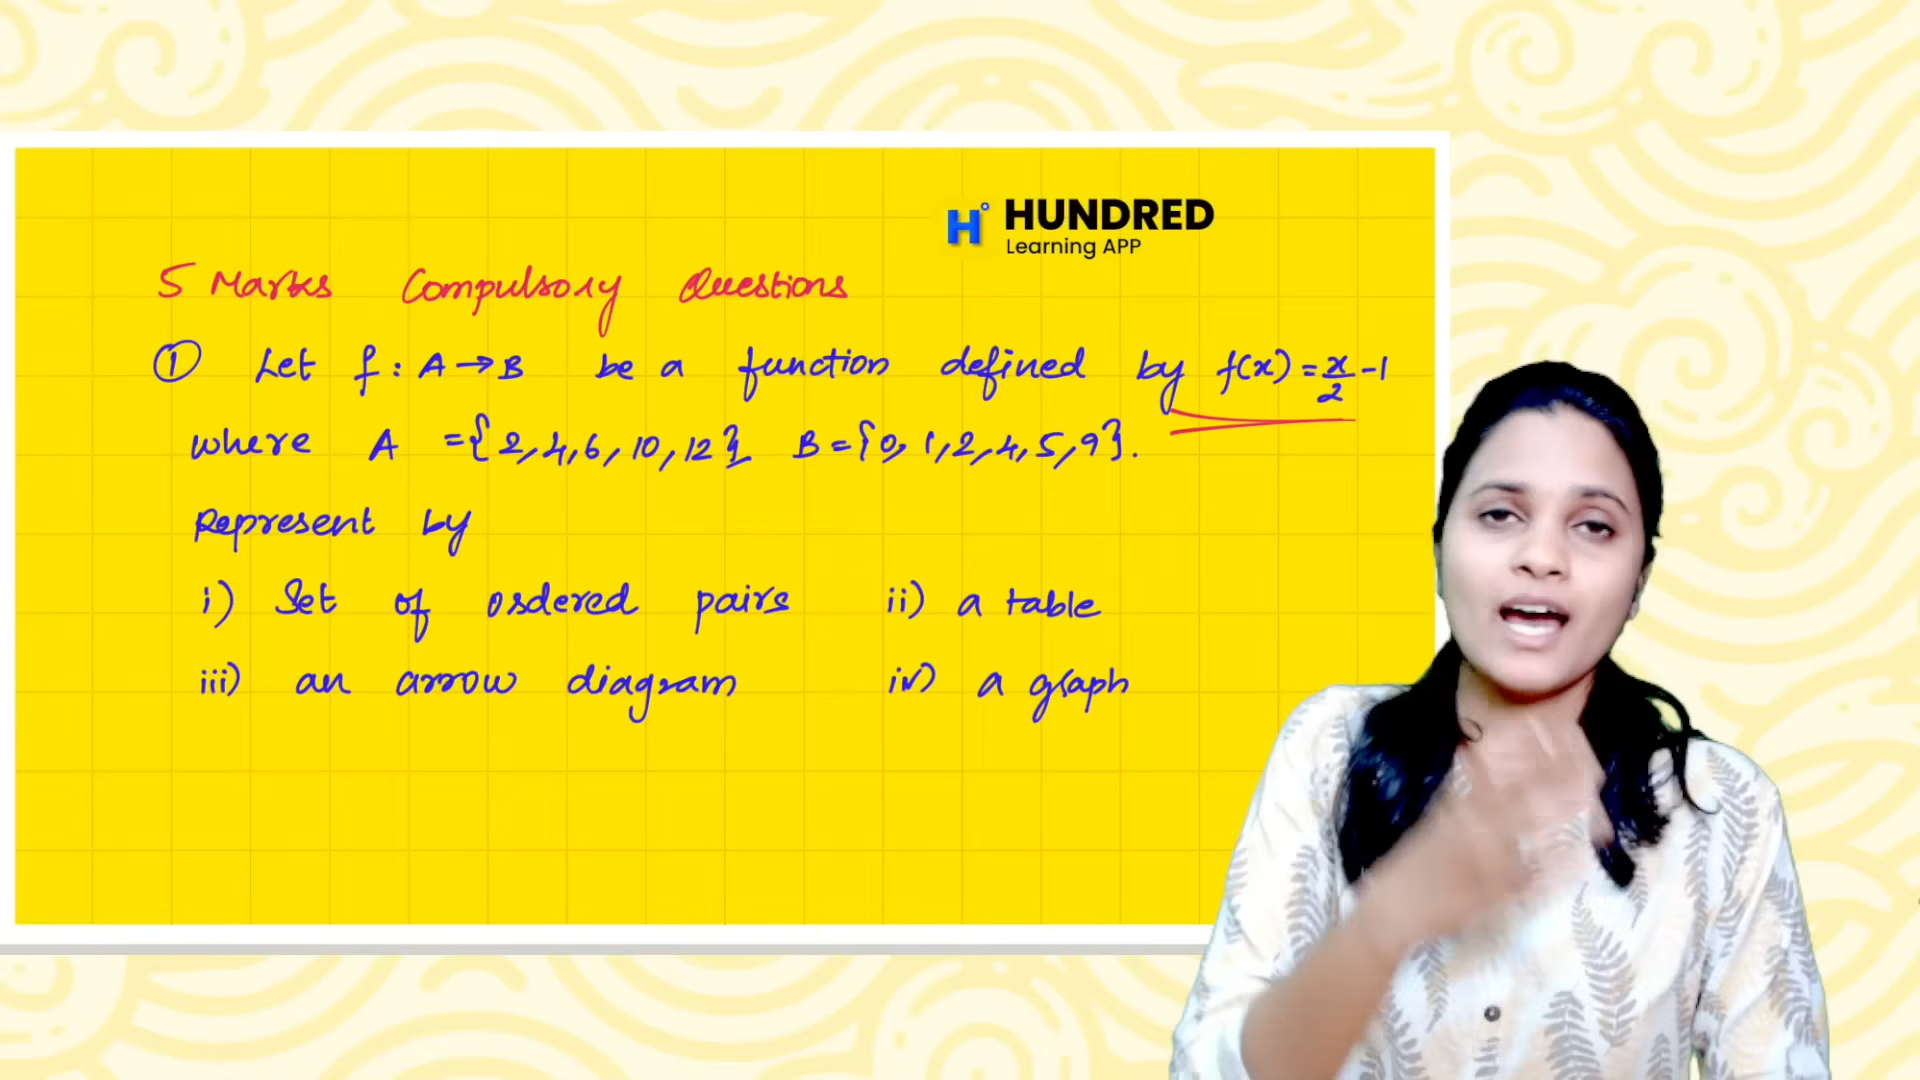 H° HUNDRED
Learning APP
5 Marks Compulsory Questions
① Let f : A → B be a function defined by f(x) = x/2 - 1
where A = {2, 4, 6, 10, 12}, B = {0, 1, 2, 4, 5, 9}.
Represent by
i) Set of ordered pairs ii) a table
iii) an arrow diagram iv) a graph